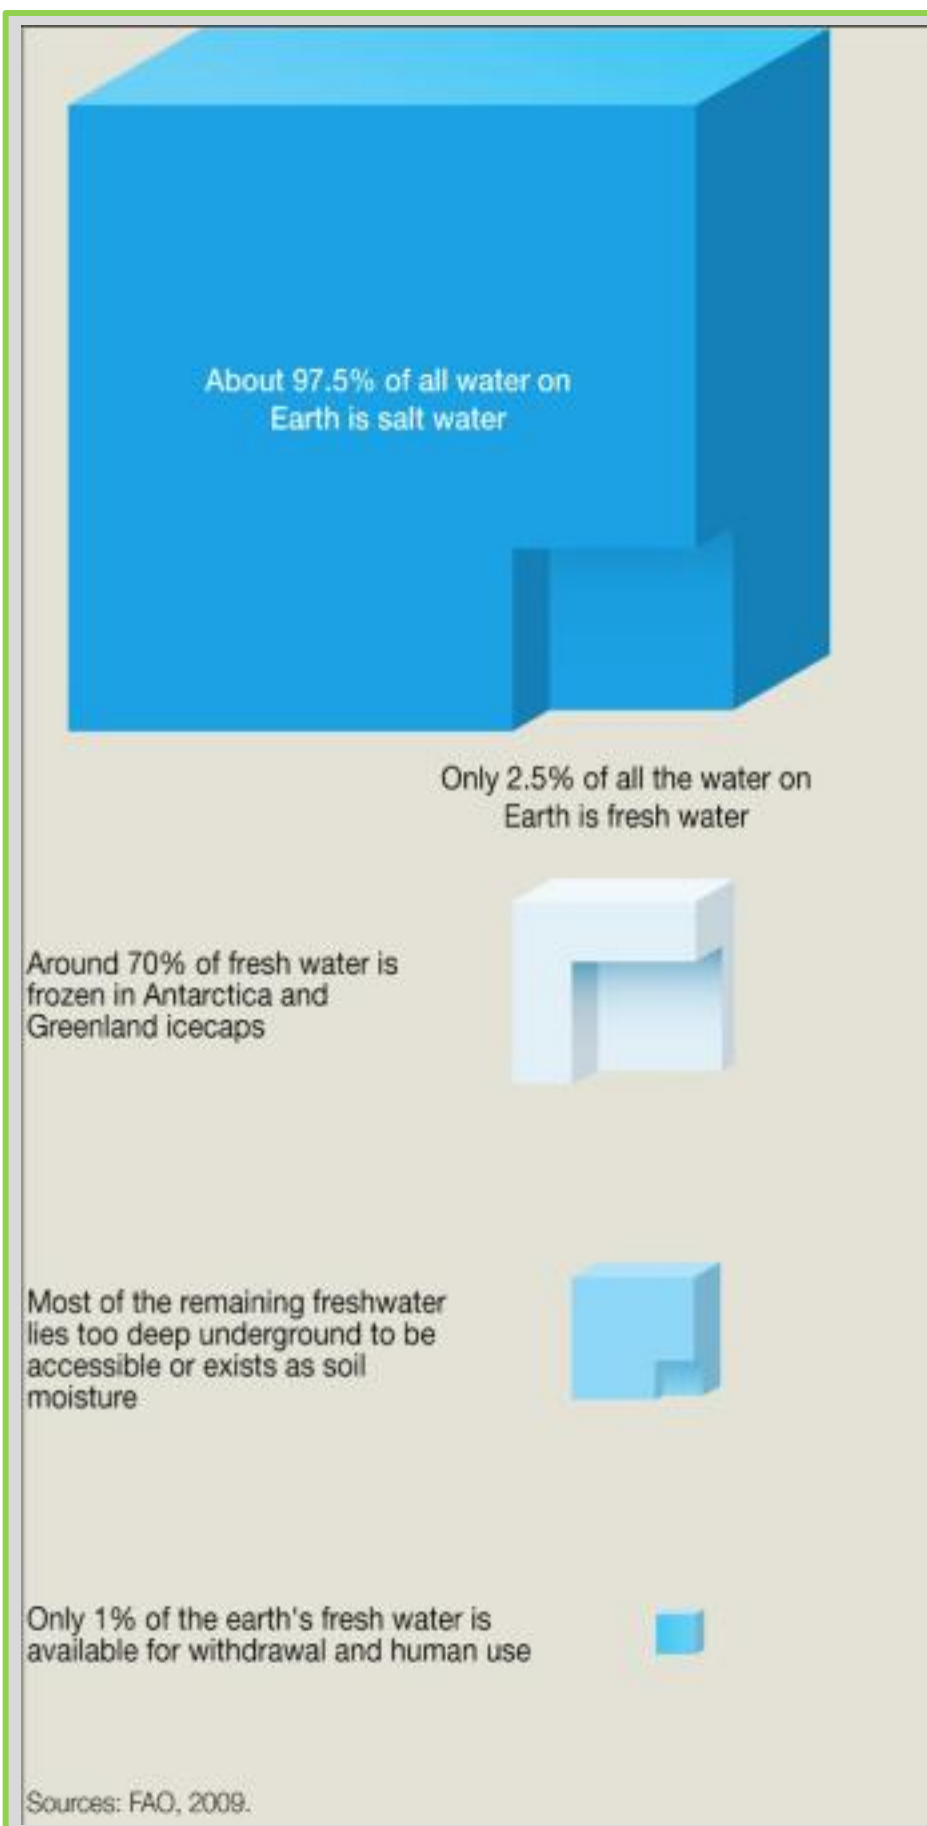 About 97.5% of all water on
Earth is salt water
Only 2.5% of all the water on
Earth is fresh water
Around 70% of fresh water is
frozen in Antarctica and
Greenland icecaps
Most of the remaining freshwater
lies too deep underground to be
accessible or exists as soil
moisture
Only 1% of the earth's fresh water is
available for withdrawal and human use
Sources: FAO, 2009.